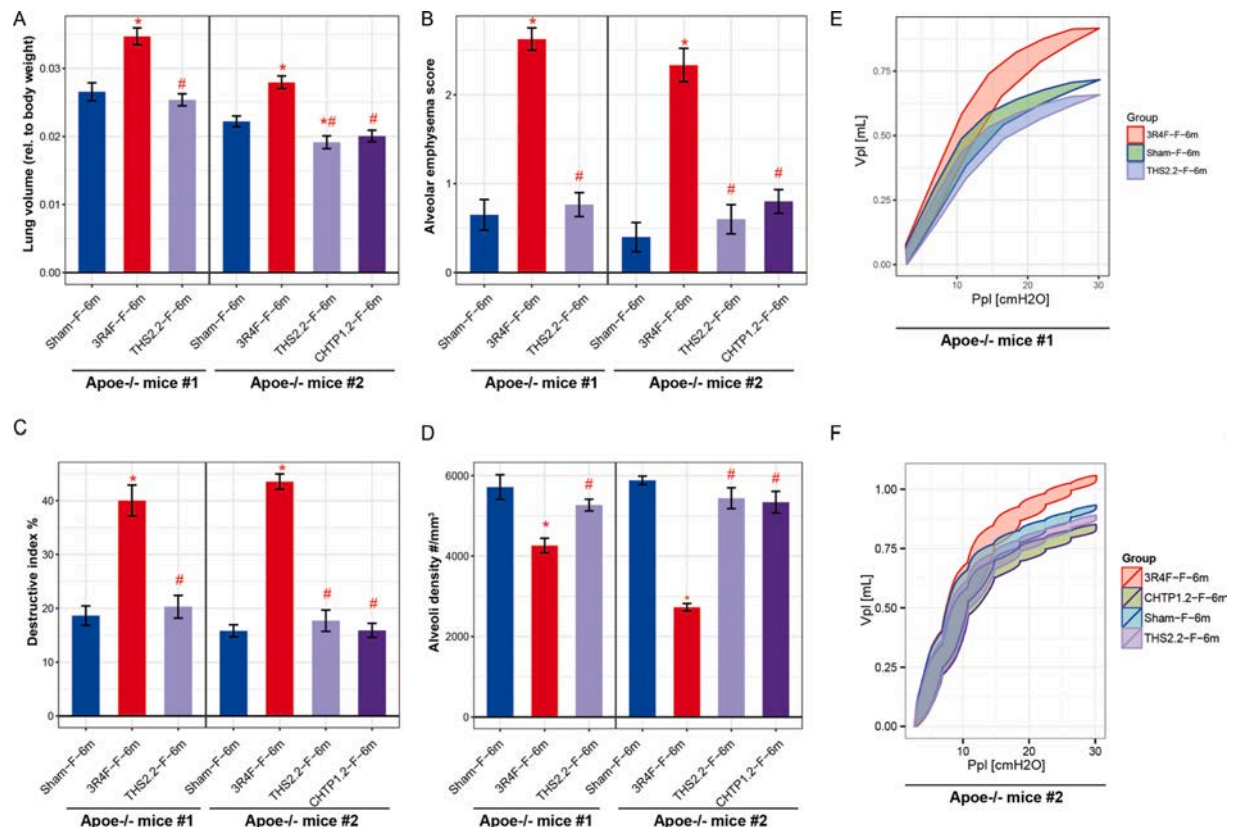 A
Lung volume (rel. to body weight)
0.03
0.02
0.01
0.00
Sham-F-6m
3R4F-F-6m
THS2.2-F-6m
Sham-F-6m
3R4F-F-6m
THS2.2-F-6m
CHTP1.2-F-6m
*
#
*
*#
#
Apoe-/- mice #1
Apoe-/- mice #2
B
Alveolar emphysema score
2
1
0
Sham-F-6m
3R4F-F-6m
THS2.2-F-6m
Sham-F-6m
3R4F-F-6m
THS2.2-F-6m
CHTP1.2-F-6m
*
#
*
#
#
Apoe-/- mice #1
Apoe-/- mice #2
E
Vpl [mL]
0.75
0.50
0.25
0.00
10
20
30
Ppl [cmH2O]
Group
3R4F-F-6m
Sham-F-6m
THS2.2-F-6m
Apoe-/- mice #1
C
Destructive index %
40
30
20
10
0
Sham-F-6m
3R4F-F-6m
THS2.2-F-6m
Sham-F-6m
3R4F-F-6m
THS2.2-F-6m
CHTP1.2-F-6m
*
#
*
#
#
Apoe-/- mice #1
Apoe-/- mice #2
D
Alveoli density #/mm³
6000
4000
2000
0
Sham-F-6m
3R4F-F-6m
THS2.2-F-6m
Sham-F-6m
3R4F-F-6m
THS2.2-F-6m
CHTP1.2-F-6m
*
#
*
#
#
Apoe-/- mice #1
Apoe-/- mice #2
F
Vpl [mL]
1.00
0.75
0.50
0.25
0.00
10
20
30
Ppl [cmH2O]
Group
3R4F-F-6m
CHTP1.2-F-6m
Sham-F-6m
THS2.2-F-6m
Apoe-/- mice #2